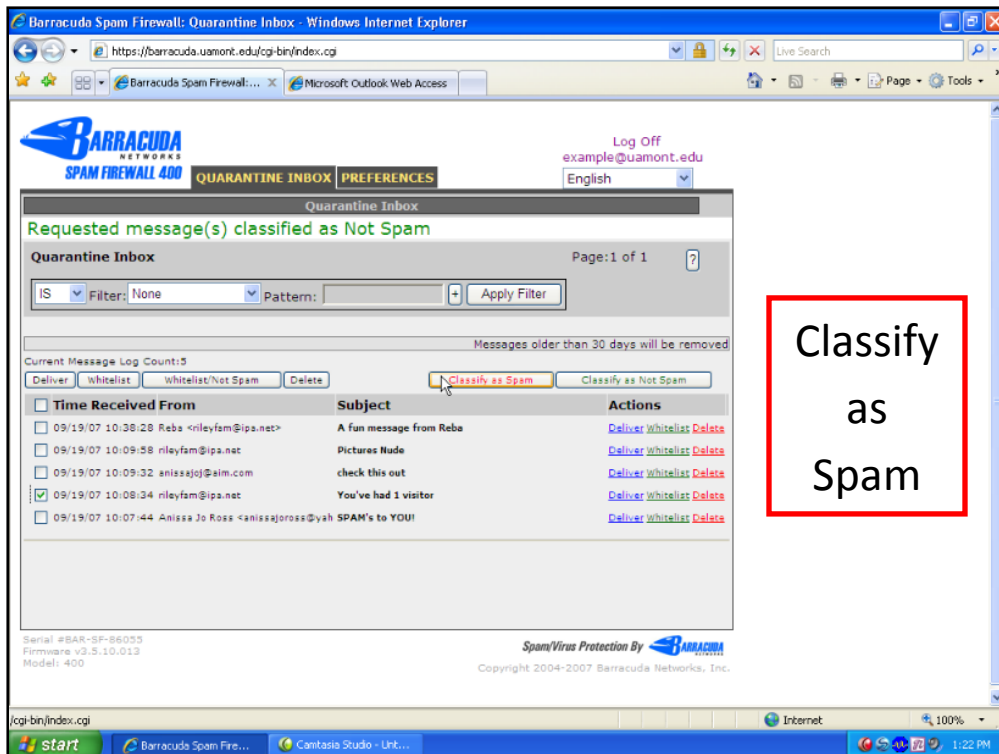 Barracuda Spam Firewall: Quarantine Inbox - Windows Internet Explorer
https://barracuda.uamont.edu/cgi-bin/index.cgi
Live Search
Barracuda Spam Firewall:... X
Microsoft Outlook Web Access
Page
Tools
BARRACUDA
NETWORKS
SPAM FIREWALL 400
Log Off
example@uamont.edu
QUARANTINE INBOX
PREFERENCES
English
Quarantine Inbox
Requested message(s) classified as Not Spam
Quarantine Inbox
Page:1 of 1
?
IS
Filter: None
Pattern:
+
Apply Filter
Messages older than 30 days will be removed
Current Message Log Count:5
Deliver
Whitelist
Whitelist/Not Spam
Delete
Classify as Spam
Classify as Not Spam
Time Received From Subject Actions
09/19/07 10:38:28 Reba <rileyfam@ipa.net> A fun message from Reba Deliver Whitelist Delete
09/19/07 10:09:58 rileyfam@ipa.net Pictures Nude Deliver Whitelist Delete
09/19/07 10:09:32 anissajoj@aim.com check this out Deliver Whitelist Delete
09/19/07 10:08:34 rileyfam@ipa.net You've had 1 visitor Deliver Whitelist Delete
09/19/07 10:07:44 Anissa Jo Ross <anissajoross@yah SPAM's to YOU! Deliver Whitelist Delete
Classify
as
Spam
Serial #BAR-SF-86055
Firmware v3.5.10.013
Model: 400
Spam/Virus Protection By BARRACUDA
NETWORKS
Copyright 2004-2007 Barracuda Networks, Inc.
/cgi-bin/index.cgi
Internet
100%
start
Barracuda Spam Fire...
Camtasia Studio - Unt...
1:22 PM